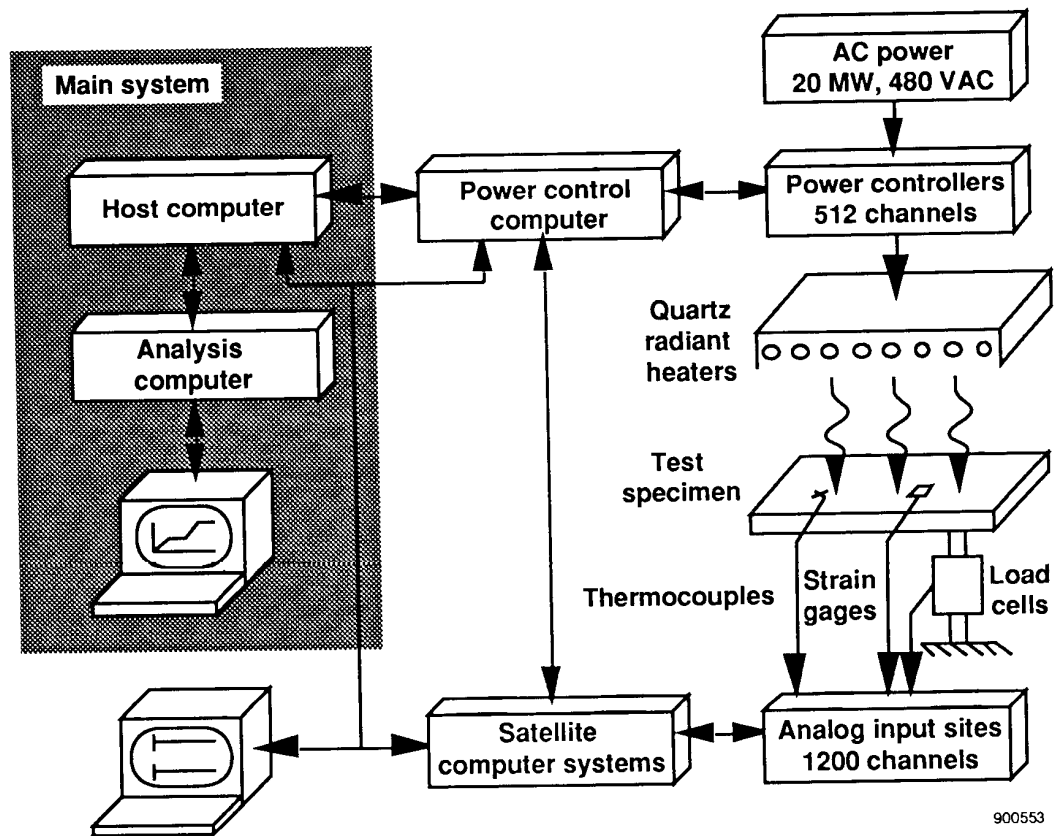 Main system
AC power
20 MW, 480 VAC
Host computer
Power control
computer
Power controllers
512 channels
Analysis
computer
Quartz
radiant
heaters
Test
specimen
Thermocouples
Strain
gages
Load
cells
Satellite
computer systems
Analog input sites
1200 channels
900553